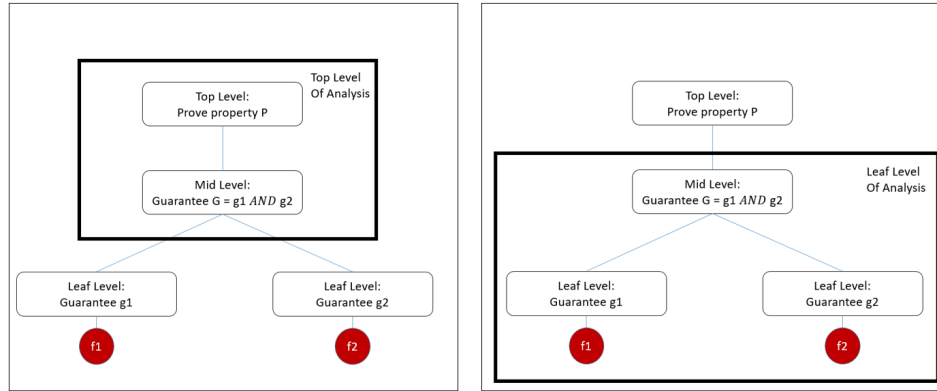 Top Level
Of Analysis
Top Level:
Prove property P
Mid Level:
Guarantee G = g1 AND g2
Leaf Level:
Guarantee g1
Leaf Level:
Guarantee g2
f1
f2
Top Level:
Prove property P
Leaf Level
Of Analysis
Mid Level:
Guarantee G = g1 AND g2
Leaf Level:
Guarantee g1
Leaf Level:
Guarantee g2
f1
f2